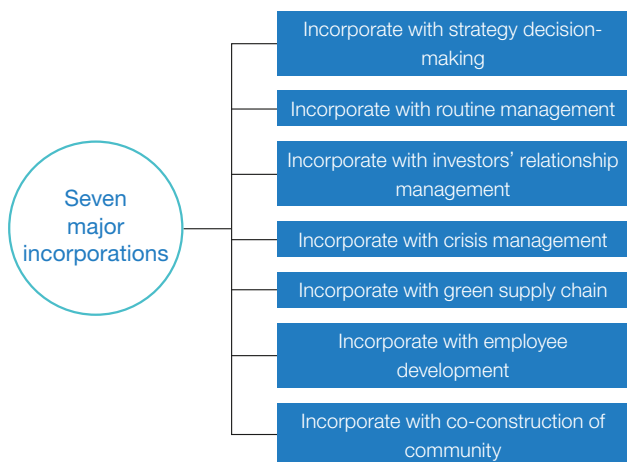 Seven
major
incorporations
Incorporate with strategy decision-
making
Incorporate with routine management
Incorporate with investors’ relationship
management
Incorporate with crisis management
Incorporate with green supply chain
Incorporate with employee
development
Incorporate with co-construction of
community